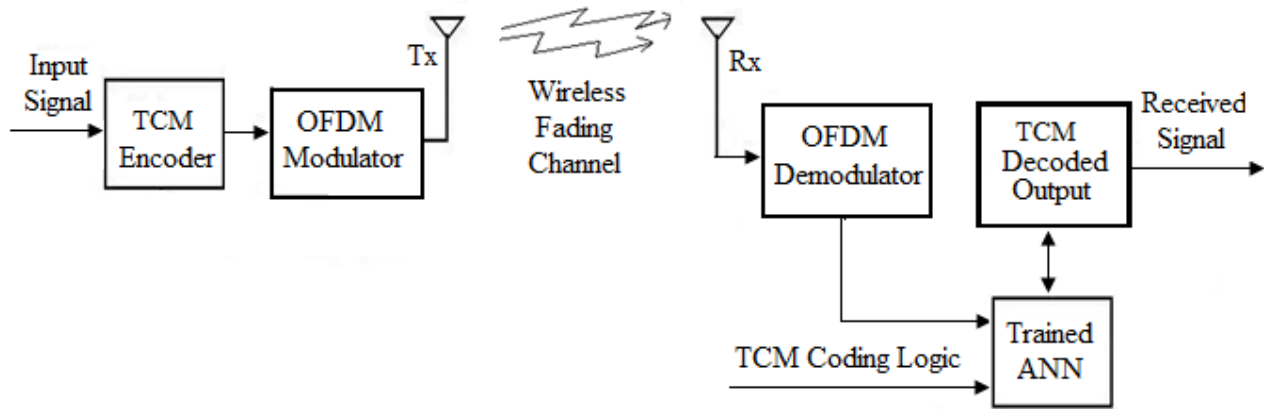 Input
Signal
TCM
Encoder
OFDM
Modulator
Tx
Wireless
Fading
Channel
Rx
OFDM
Demodulator
TCM
Decoded
Output
Received
Signal
TCM Coding Logic
Trained
ANN